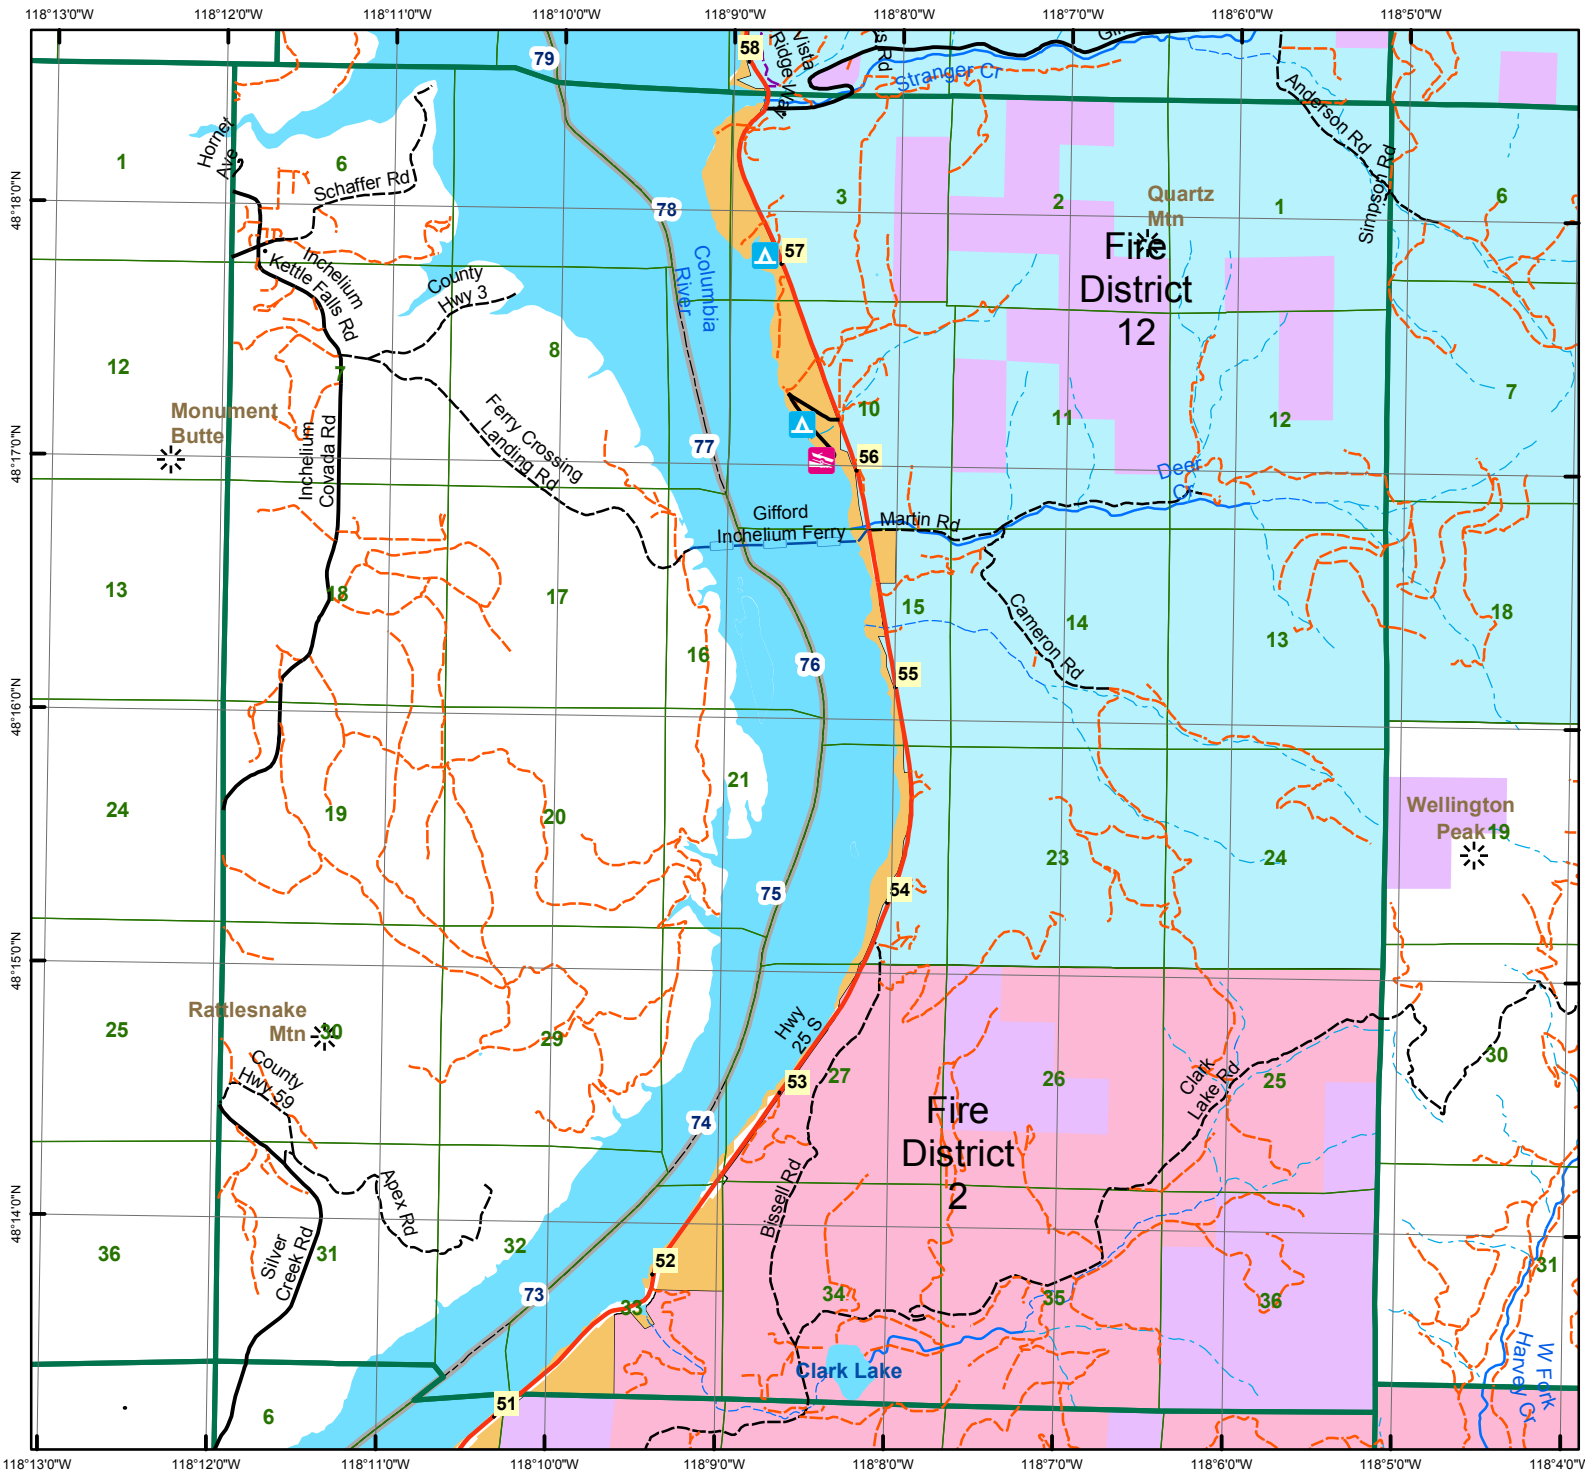 118°13'0"W
118°12'0"W
118°11'0"W
118°10'0"W
118°9'0"W
118°8'0"W
118°7'0"W
118°6'0"W
118°5'0"W
58
79
Vista
Ridge Way
s Rd
Gi
Stranger Cr
Anderson Rd
Simpson Rd
Hornet
Ave
1
6
Schaffer Rd
3
2
Quartz
Mtn
1
6
48°18'0"N
78
57
Fire
District
12
Inchelium
Kettle Falls Rd
County
Hwy 3
Columbia
River
8
12
7
7
10
11
12
Monument
Butte
Ferry Crossing
Landing Rd
Inchelium
Covada Rd
77
56
48°17'0"N
Deer
Cr
Gifford
Inchelium Ferry
Martin Rd
13
18
17
15
14
13
18
Cameron Rd
16
76
55
48°16'0"N
21
24
19
20
23
24
Wellington
Peak
19
75
54
48°15'0"N
Rattlesnake
Mtn
25
30
29
Hwy
25 S
30
County
Hwy 59
53
27
26
Clark
Lake Rd
25
74
Fire
District
2
Bissell Rd
Apex Rd
48°14'0"N
36
Silver
Creek Rd
31
32
52
31
73
33
34
35
36
Clark Lake
W Fork
Harvey Cr
51
6
118°13'0"W
118°12'0"W
118°11'0"W
118°10'0"W
118°9'0"W
118°8'0"W
118°7'0"W
118°6'0"W
118°5'0"W
118°4'0"W